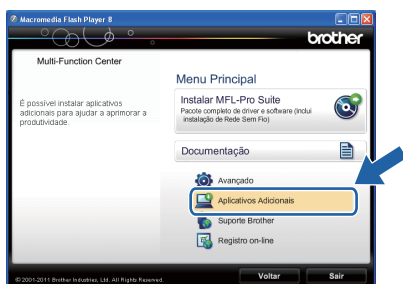 Macromedia Flash Player 8
brother
Multi-Function Center
É possível instalar aplicativos
adicionais para ajudar a aprimorar a
produtividade.
Menu Principal
Instalar MFL-Pro Suite
Pacote completo de driver e software (Inclui
instalação de Rede Sem Fio)
Documentação
Avançado
Aplicativos Adicionais
Suporte Brother
Registro on-line
© 2001-2011 Brother Industries, Ltd. All Rights Reserved.
Voltar
Sair